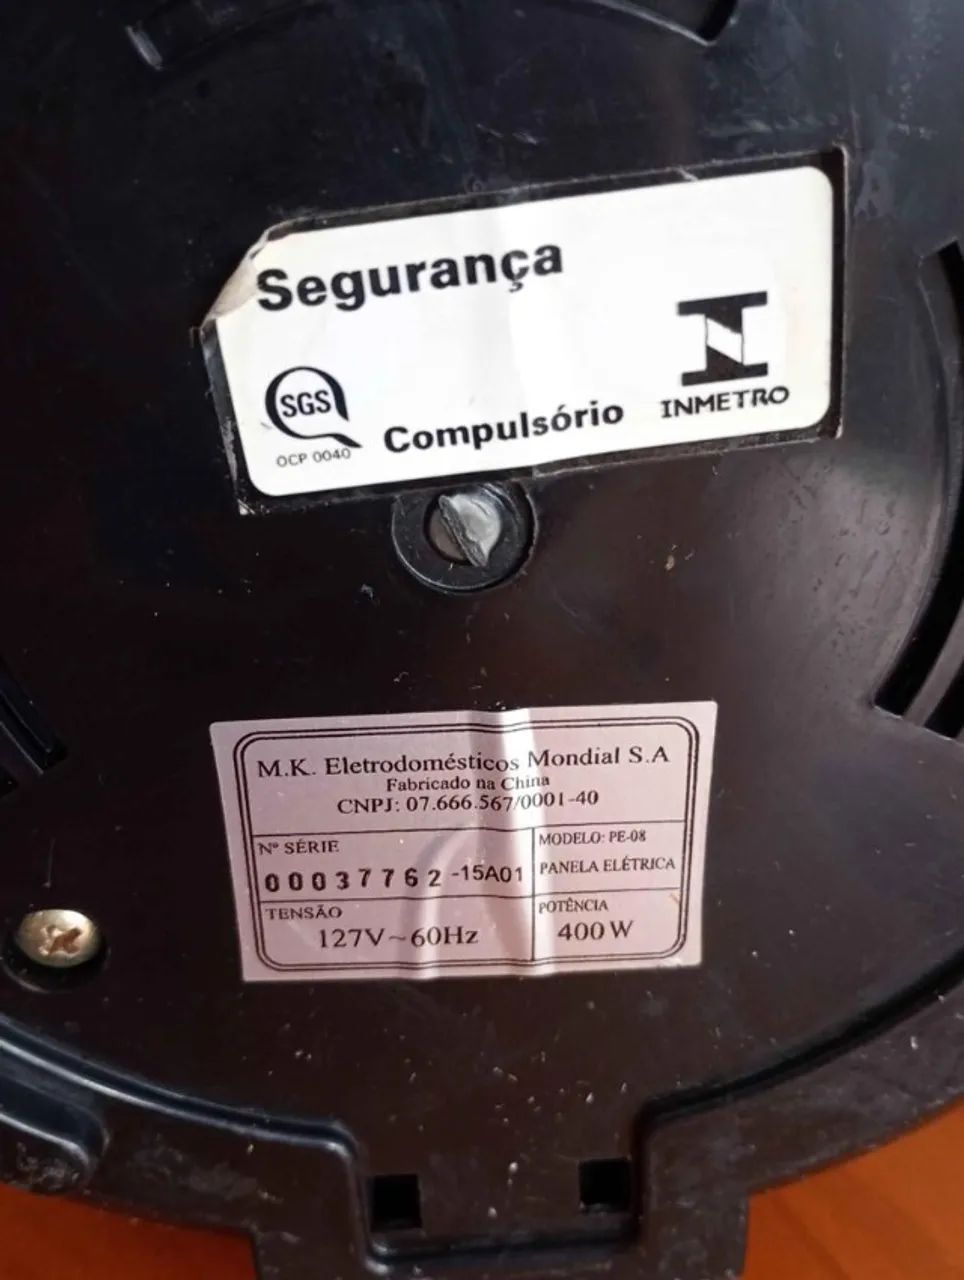 Segurança
SGS
OCP 0040
Compulsório
INMETRO
M.K. Eletrodomésticos Mondial S.A
Fabricado na China
CNPJ: 07.666.567/0001-40
Nº SÉRIE
00037762-15A01
MODELO: PE-08
PANELA ELÉTRICA
TENSÃO
127V~60Hz
POTÊNCIA
400 W